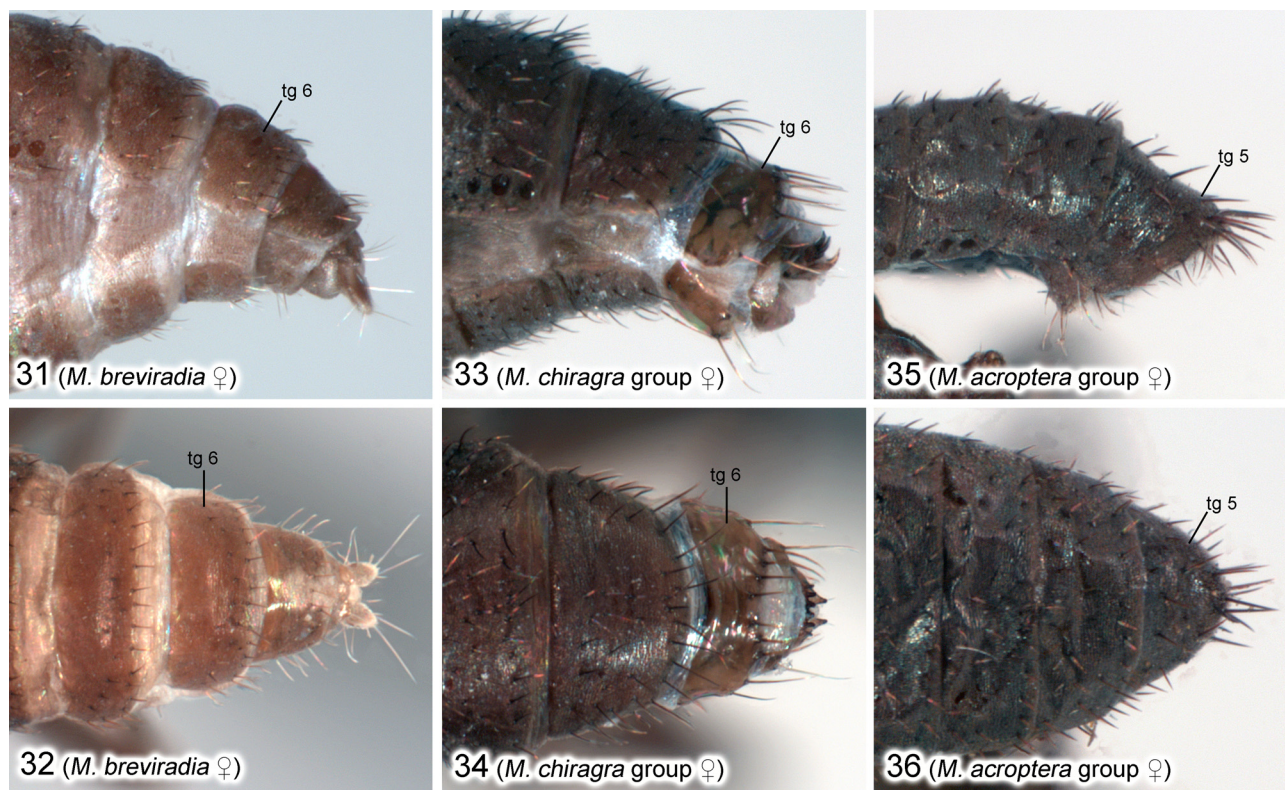 tg 6
31 (M. breviradia ♀)
tg 6
33 (M. chiragra group ♀)
tg 5
35 (M. acroptera group ♀)
tg 6
32 (M. breviradia ♀)
tg 6
34 (M. chiragra group ♀)
tg 5
36 (M. acroptera group ♀)